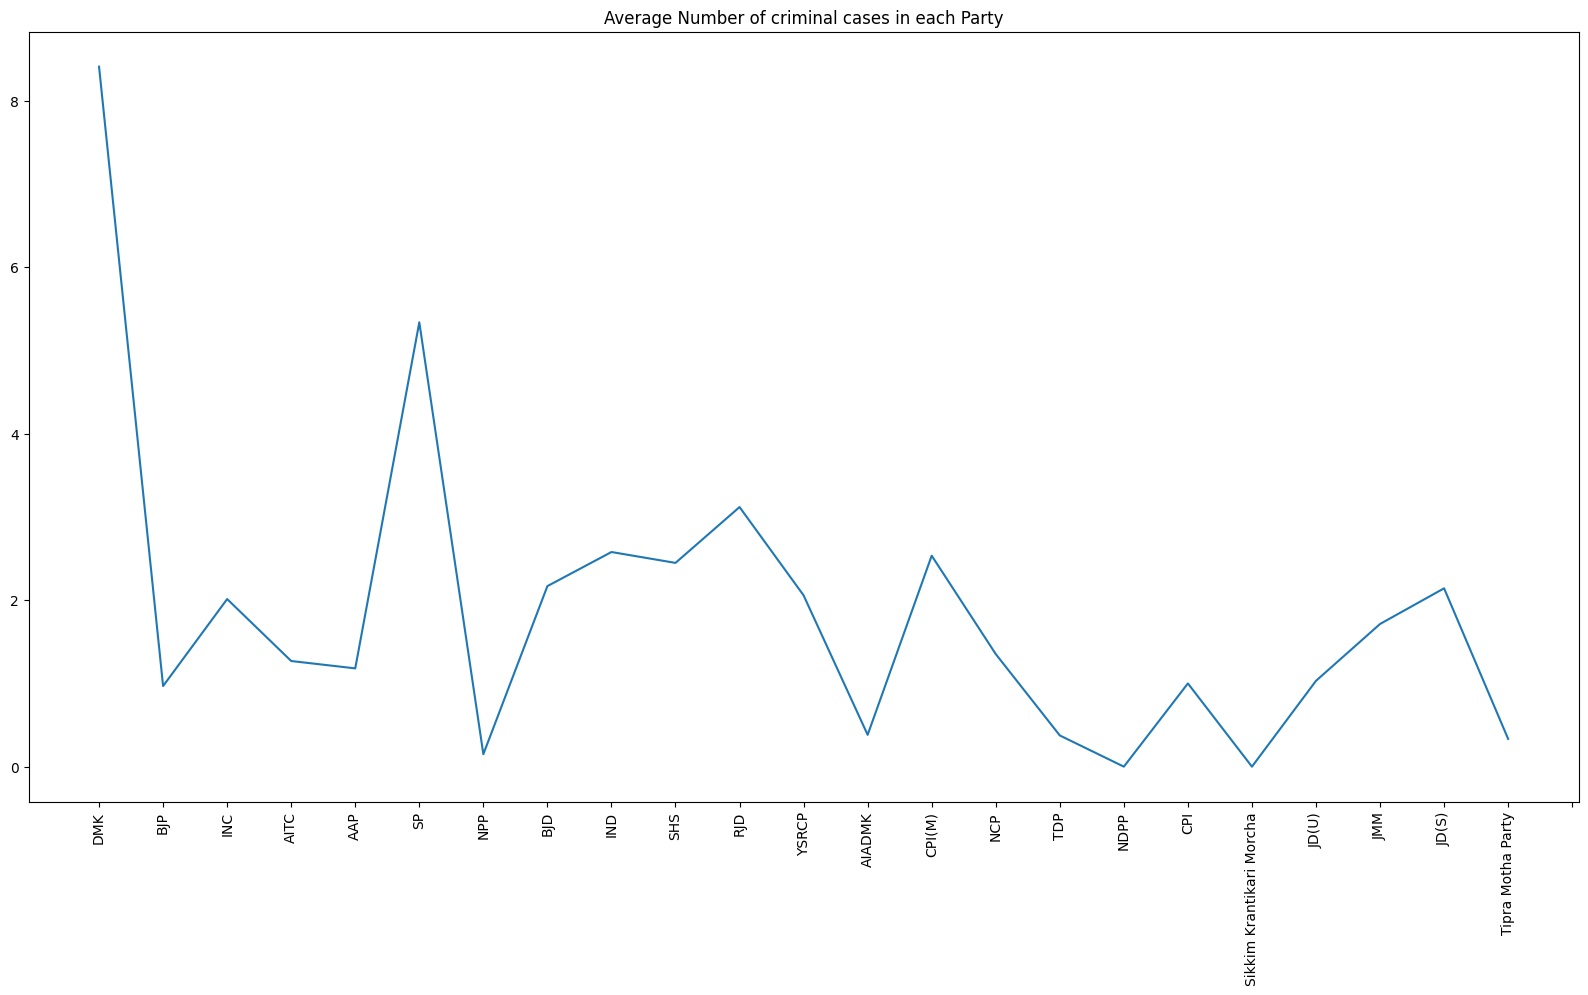 Average Number of criminal cases in each Party
8
6
4
2
0
DMK
BJP
INC
AITC
AAP
SP
NPP
BJD
IND
SHS
RJD
YSRCP
AIADMK
CPI(M)
NCP
TDP
NDPP
CPI
Sikkim Krantikari Morcha
JD(U)
JMM
JD(S)
Tipra Motha Party